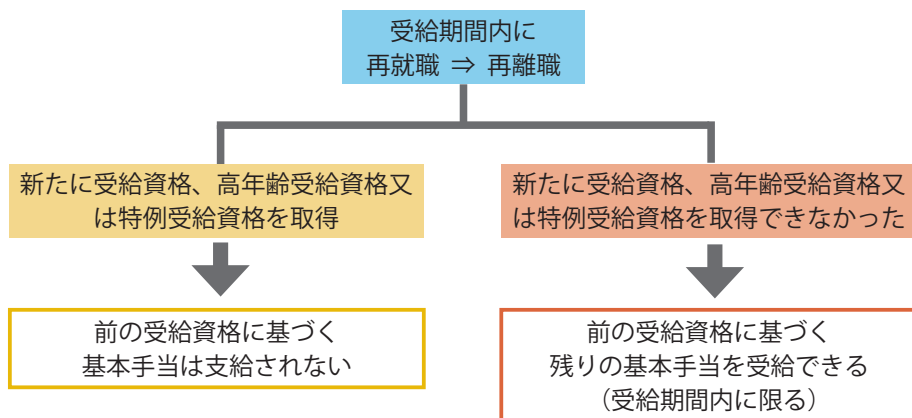 受給期間内に
再就職 ⇒ 再離職
新たに受給資格、高年齢受給資格又
は特例受給資格を取得
新たに受給資格、高年齢受給資格又
は特例受給資格を取得できなかった
前の受給資格に基づく
基本手当は支給されない
前の受給資格に基づく
残りの基本手当を受給できる
（受給期間内に限る）